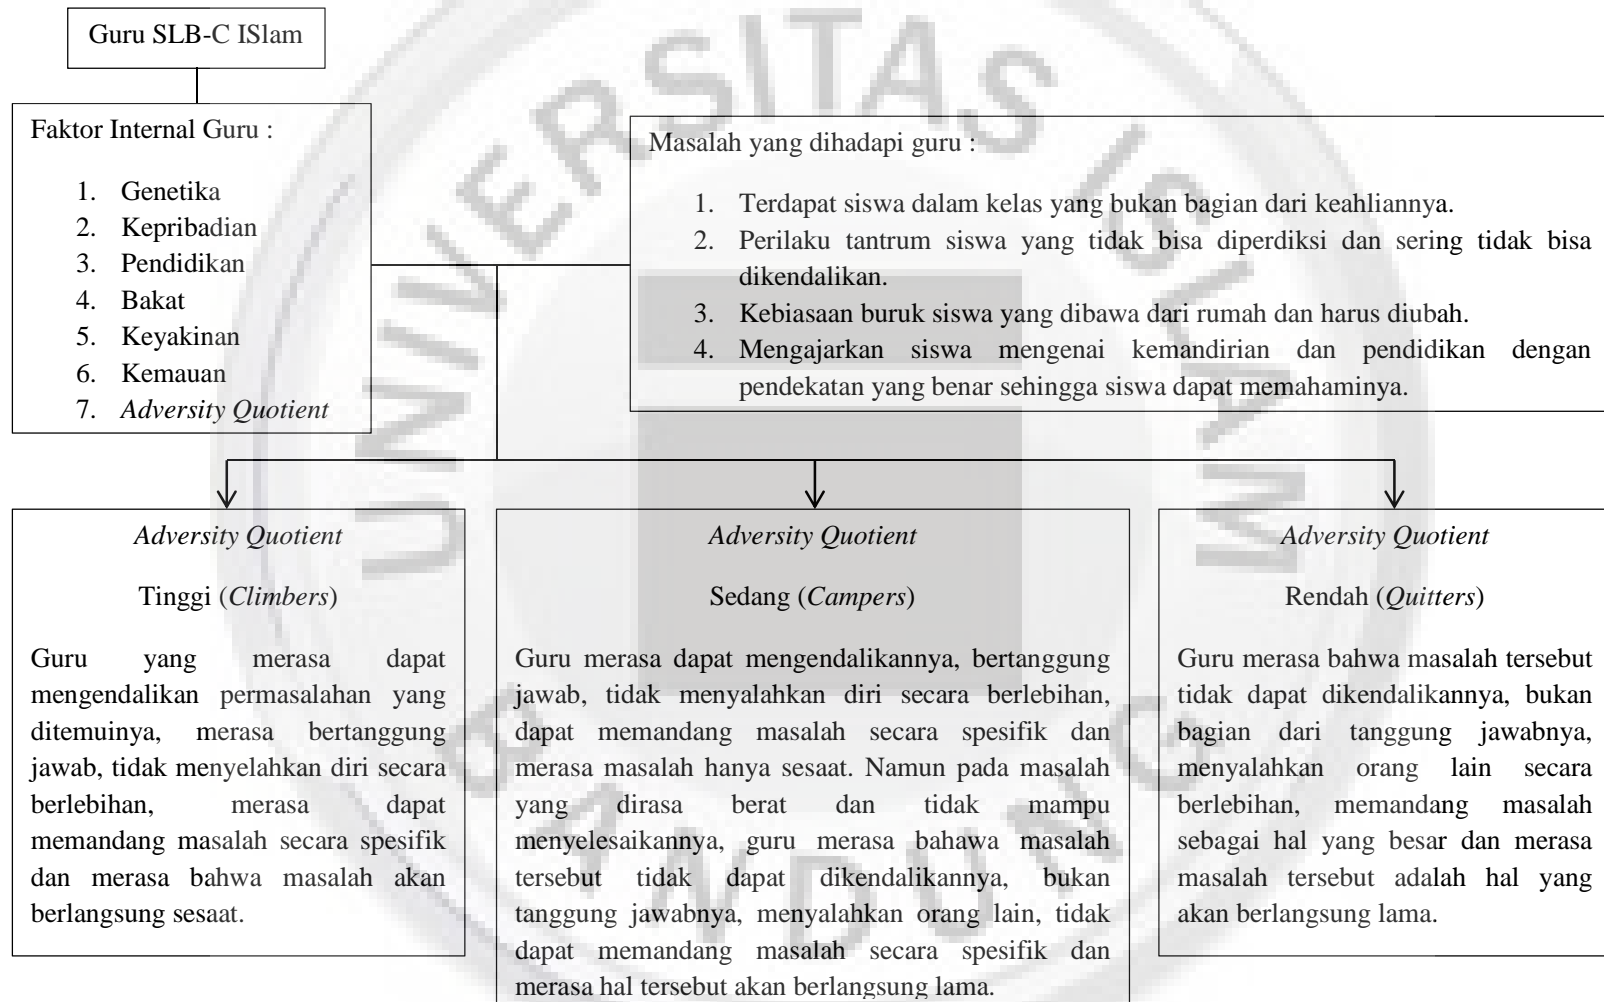 Guru SLB-C ISlam
Faktor Internal Guru :
1. Genetika
2. Kepribadian
3. Pendidikan
4. Bakat
5. Keyakinan
6. Kemauan
7. Adversity Quotient
Masalah yang dihadapi guru :
1. Terdapat siswa dalam kelas yang bukan bagian dari keahliannya.
2. Perilaku tantrum siswa yang tidak bisa diperdiksi dan sering tidak bisa
dikendalikan.
3. Kebiasaan buruk siswa yang dibawa dari rumah dan harus diubah.
4. Mengajarkan siswa mengenai kemandirian dan pendidikan dengan
pendekatan yang benar sehingga siswa dapat memahaminya.
Adversity Quotient
Tinggi (Climbers)
Guru yang merasa dapat
mengendalikan permasalahan yang
ditemuinya, merasa bertanggung
jawab, tidak menyelahkan diri secara
berlebihan, merasa dapat
memandang masalah secara spesifik
dan merasa bahwa masalah akan
berlangsung sesaat.
Adversity Quotient
Sedang (Campers)
Guru merasa dapat mengendalikannya, bertanggung
jawab, tidak menyalahkan diri secara berlebihan,
dapat memandang masalah secara spesifik dan
merasa masalah hanya sesaat. Namun pada masalah
yang dirasa berat dan tidak mampu
menyelesaikannya, guru merasa bahawa masalah
tersebut tidak dapat dikendalikannya, bukan
tanggung jawabnya, menyalahkan orang lain, tidak
dapat memandang masalah secara spesifik dan
merasa hal tersebut akan berlangsung lama.
Adversity Quotient
Rendah (Quitters)
Guru merasa bahwa masalah tersebut
tidak dapat dikendalikannya, bukan
bagian dari tanggung jawabnya,
menyalahkan orang lain secara
berlebihan, memandang masalah
sebagai hal yang besar dan merasa
masalah tersebut adalah hal yang
akan berlangsung lama.
UNIVERSITAS ISLAM
BANDUNG